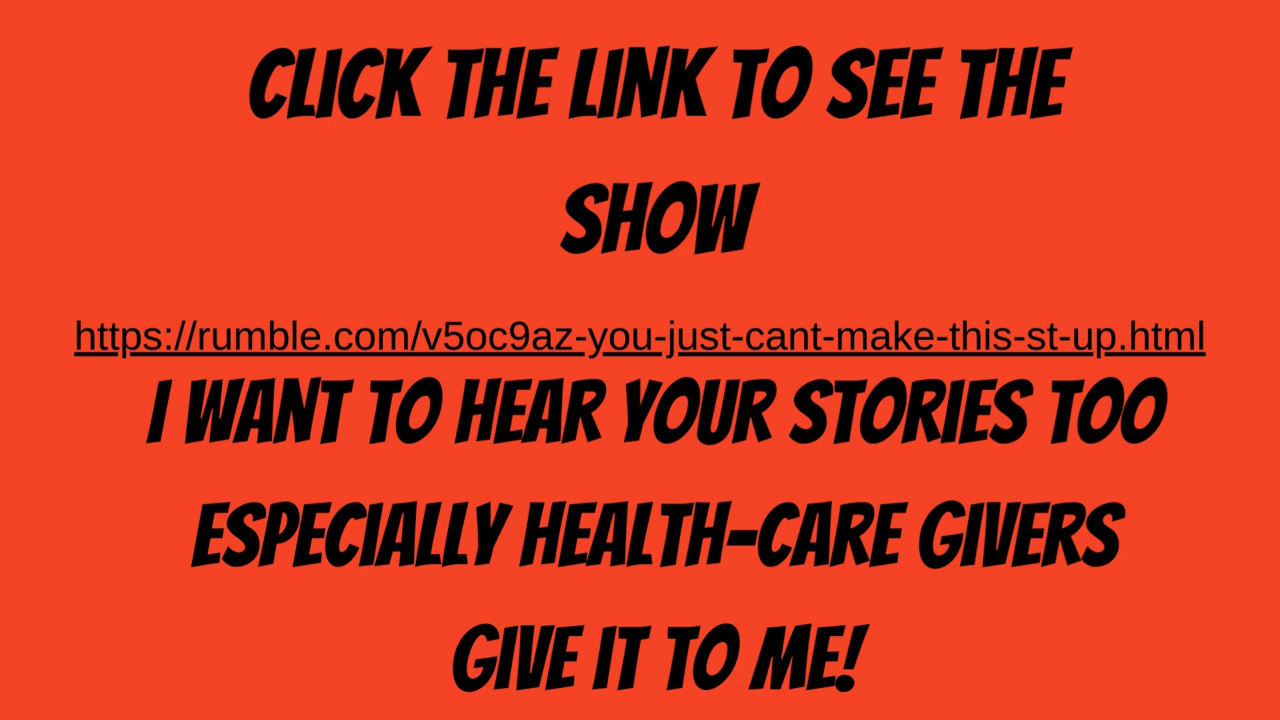 CLICK THE LINK TO SEE THE
SHOW
https://rumble.com/v5oc9az-you-just-cant-make-this-st-up.html
I WANT TO HEAR YOUR STORIES TOO
ESPECIALLY HEALTH-CARE GIVERS
GIVE IT TO ME!